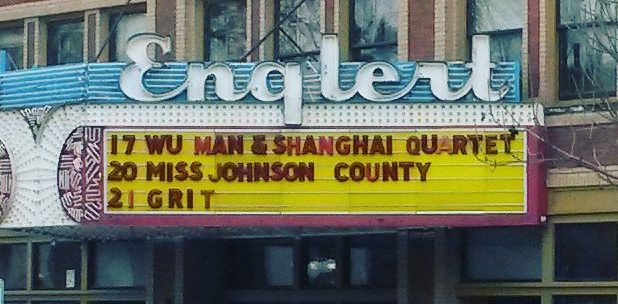 Englert
17 WU MAN & SHANGHAI QUARTET
20 MISS JOHNSON COUNTY
21 GRIT